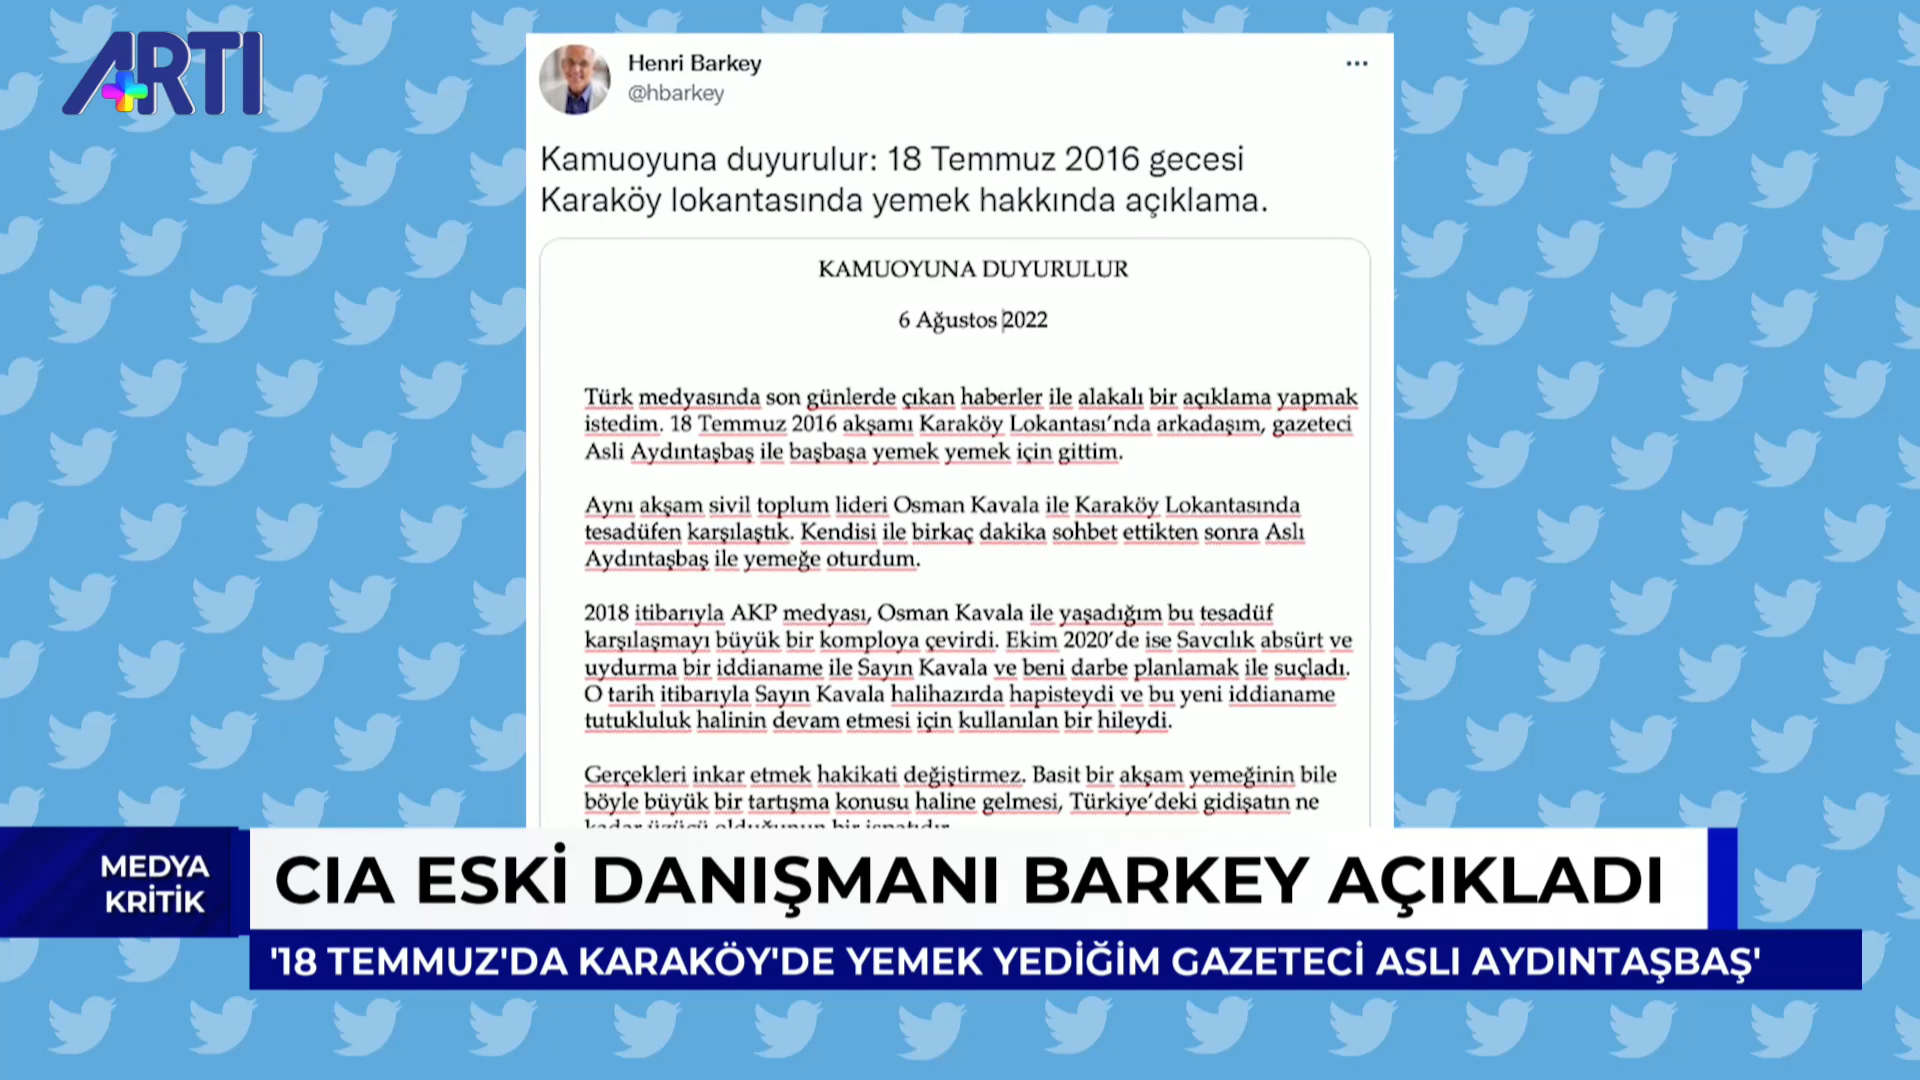 ARTI
Henri Barkey
@hbarkey
Kamuoyuna duyurulur: 18 Temmuz 2016 gecesi
Karaköy lokantasında yemek hakkında açıklama.
KAMUOYUNA DUYURULUR
6 Ağustos 2022
Türk medyasında son günlerde çıkan haberler ile alakalı bir açıklama yapmak
istedim. 18 Temmuz 2016 akşamı Karaköy Lokantası'nda arkadaşım, gazeteci
Asli Aydıntaşbaş ile başbaşa yemek yemek için gittim.
Aynı akşam sivil toplum lideri Osman Kavala ile Karaköy Lokantasında
tesadüfen karşılaştık. Kendisi ile birkaç dakika sohbet ettikten sonra Aslı
Aydıntaşbaş ile yemeğe oturdum.
2018 itibarıyla AKP medyası, Osman Kavala ile yaşadığım bu tesadüf
karşılaşmayı büyük bir komploya çevirdi. Ekim 2020'de ise Savcılık absürt ve
uydurma bir iddianame ile Sayın Kavala ve beni darbe planlamak ile suçladı.
O tarih itibarıyla Sayın Kavala halihazırda hapisteydi ve bu yeni iddianame
tutukluluk halinin devam etmesi için kullanılan bir hileydi.
Gerçekleri inkar etmek hakikati değiştirmez. Basit bir akşam yemeğinin bile
böyle büyük bir tartışma konusu haline gelmesi, Türkiye'deki gidişatın ne
kadar üzücü olduğunun bir ispatıdır.
MEDYA
KRİTİK
CIA ESKİ DANIŞMANI BARKEY AÇIKLADI
'18 TEMMUZ'DA KARAKÖY'DE YEMEK YEDİĞİM GAZETECİ ASLI AYDINTAŞBAŞ'